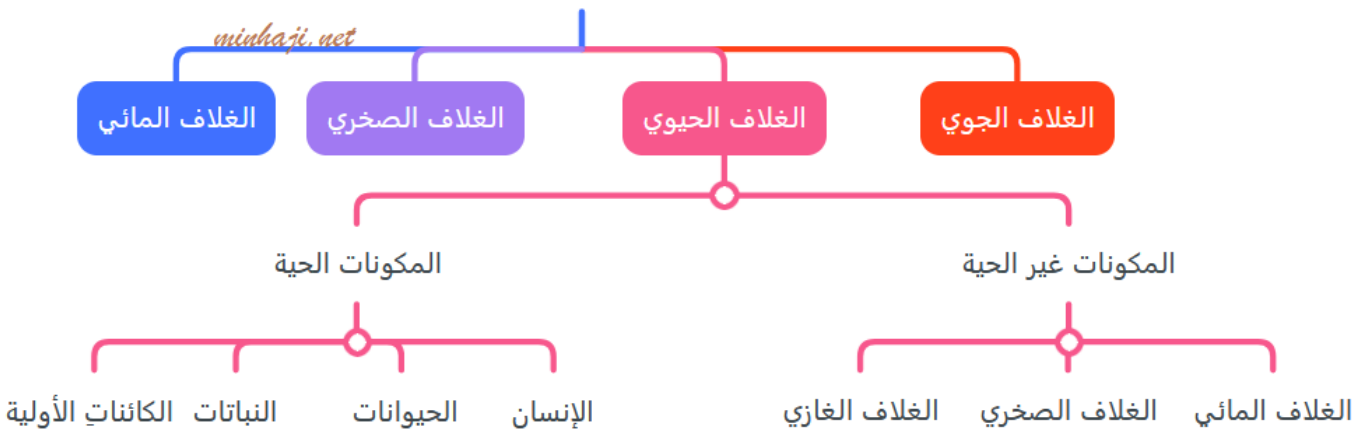 minhaji.net
الغلاف الجوي
الغلاف الحيوي
الغلاف الصخري
الغلاف المائي
المكونات غير الحية
المكونات الحية
الغلاف المائي
الغلاف الصخري
الغلاف الغازي
الإنسان
الحيوانات
النباتات
الكائناتِ الأولية